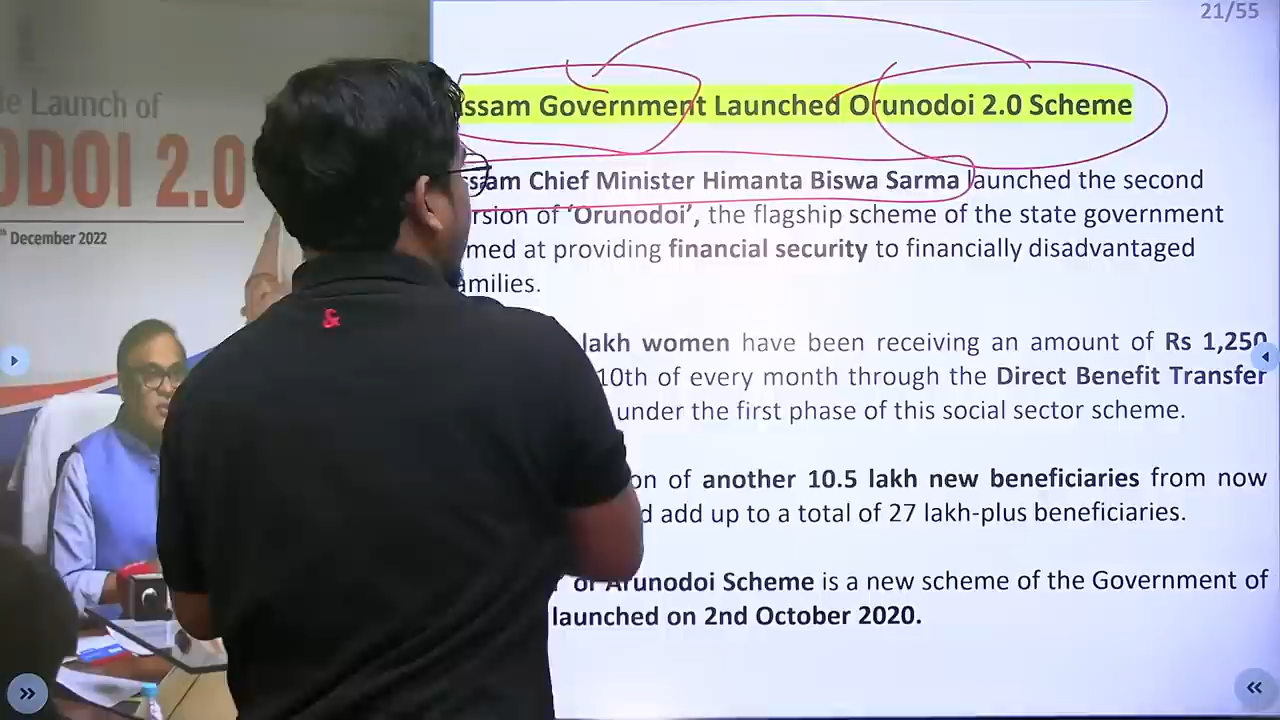 21/55
Launch of
ODOI 2.0
December 2022
&
ssam Government Launched Orunodoi 2.0 Scheme
ssam Chief Minister Himanta Biswa Sarma launched the second
rsion of ‘Orunodoi’, the flagship scheme of the state government
med at providing financial security to financially disadvantaged
amilies.
lakh women have been receiving an amount of Rs 1,250
10th of every month through the Direct Benefit Transfer
under the first phase of this social sector scheme.
on of another 10.5 lakh new beneficiaries from now
d add up to a total of 27 lakh-plus beneficiaries.
or Arunodoi Scheme is a new scheme of the Government of
launched on 2nd October 2020.